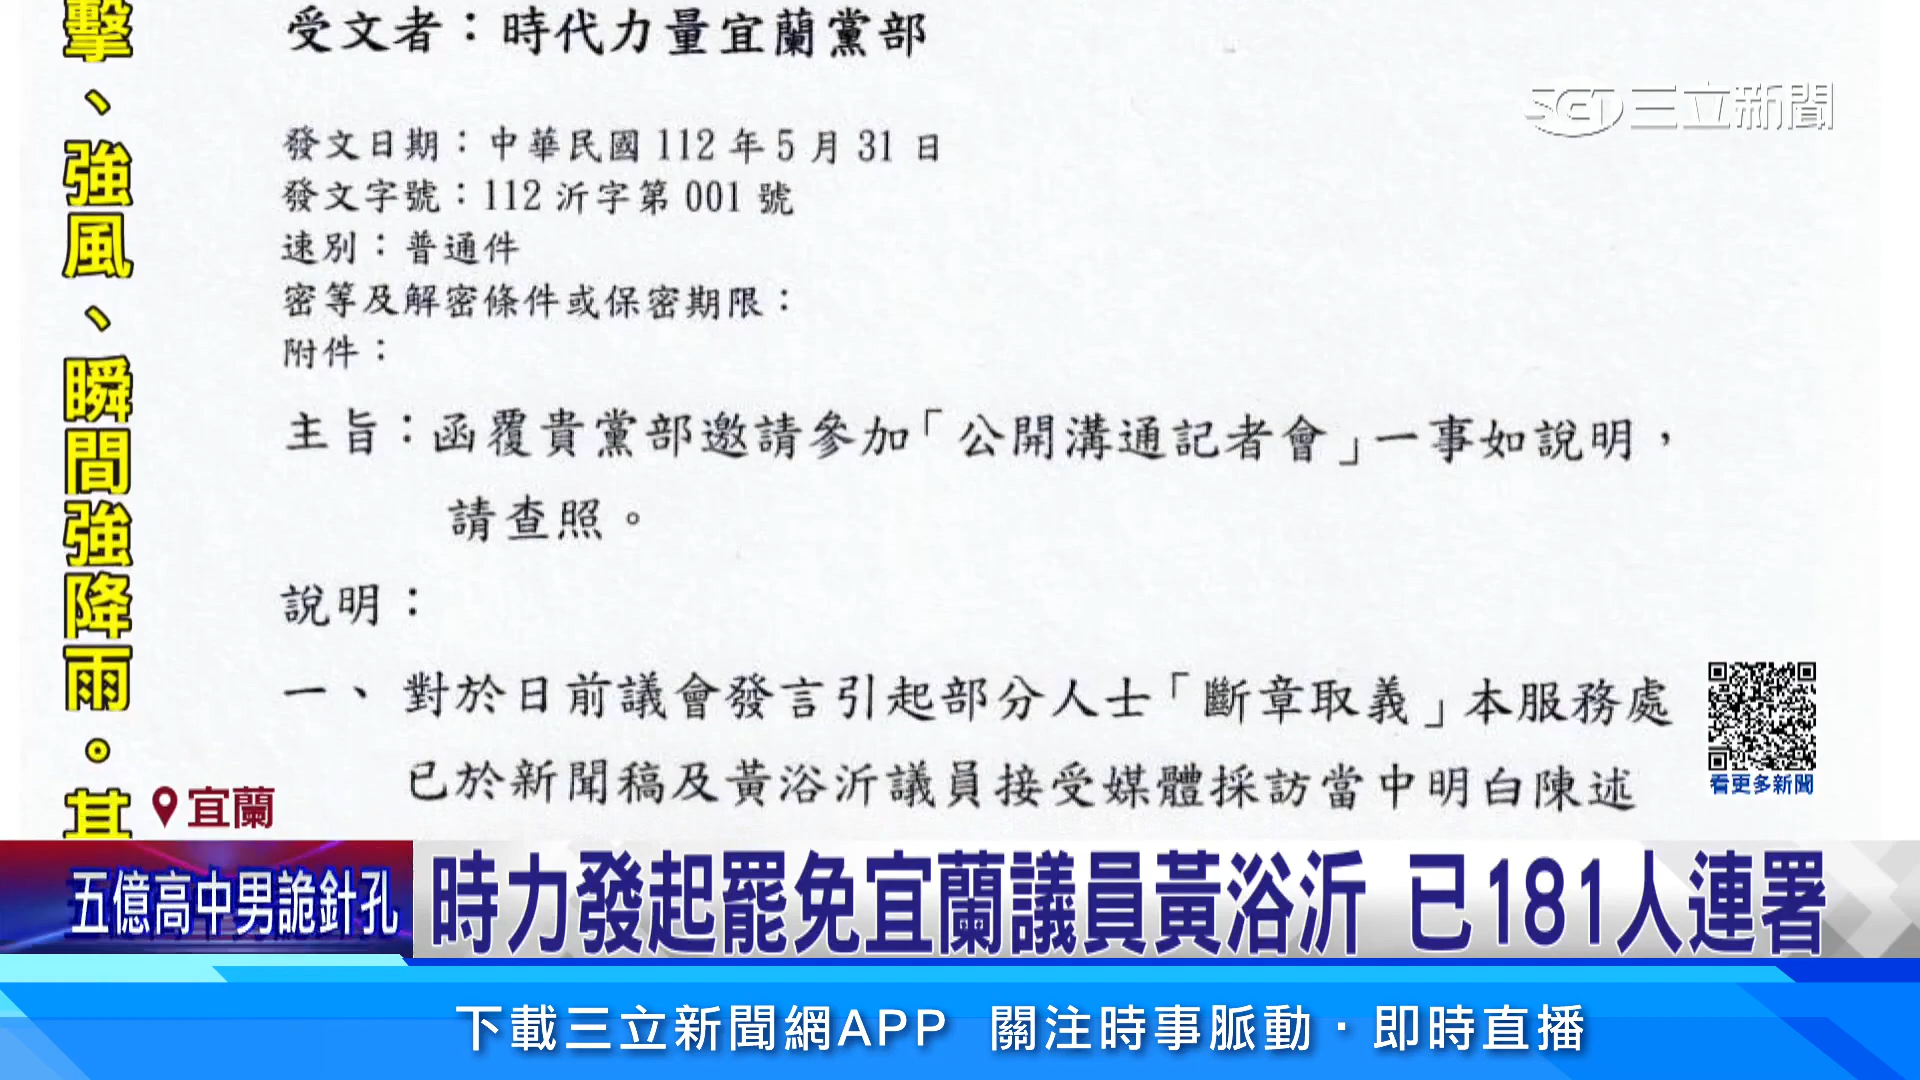 擊、強風、瞬間強降雨。其
受文者：時代力量宜蘭黨部
SET三立新聞
發文日期：中華民國112年5月31日
發文字號：112沂字第001號
速別：普通件
密等及解密條件或保密期限：
附件：
主旨：函覆貴黨部邀請參加「公開溝通記者會」一事如說明，
請查照。
說明：
一、對於日前議會發言引起部分人士「斷章取義」本服務處
已於新聞稿及黃浴沂議員接受媒體採訪當中明白陳述
看更多新聞
宜蘭
五億高中男詭針孔
時力發起罷免宜蘭議員黃浴沂 已181人連署
下載三立新聞網APP 關注時事脈動·即時直播